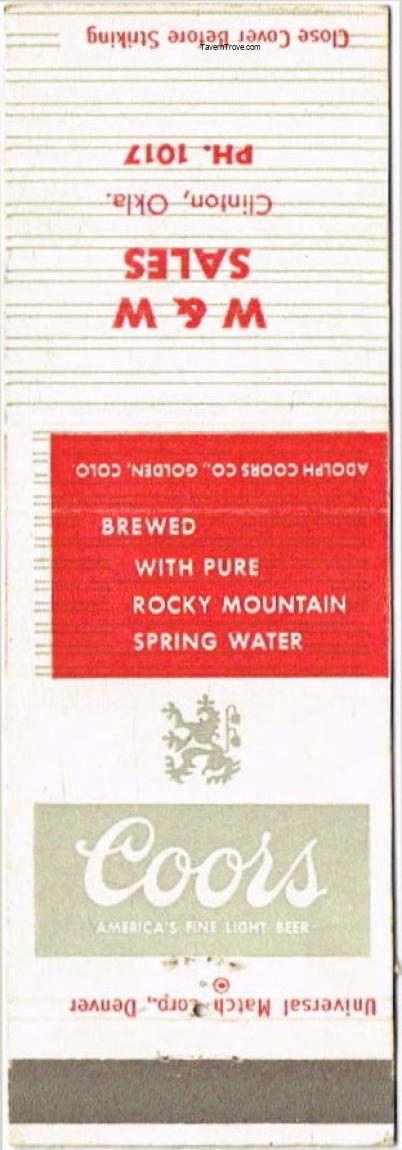 Close Cover Before Striking
TavernTrove.com
PH. 1017
Clinton, Okla.
SALES
W & W
ADOLPH COORS CO., GOLDEN, COLO.
BREWED
WITH PURE
ROCKY MOUNTAIN
SPRING WATER
Coors
AMERICA'S FINE LIGHT BEER
Universal Match Corp., Denver